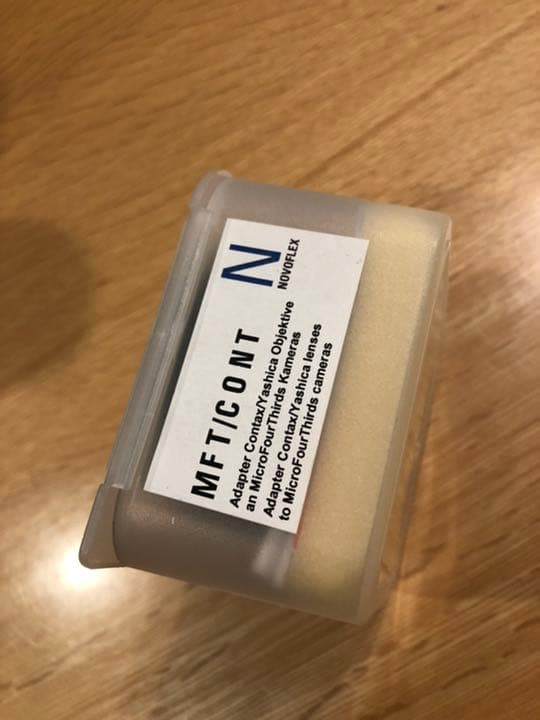 N
NOVOFLEX
MFT/CONT
Adapter Contax/Yashica Objektive
an MicroFourThirds Kameras
Adapter Contax/Yashica lenses
to MicroFourThirds cameras